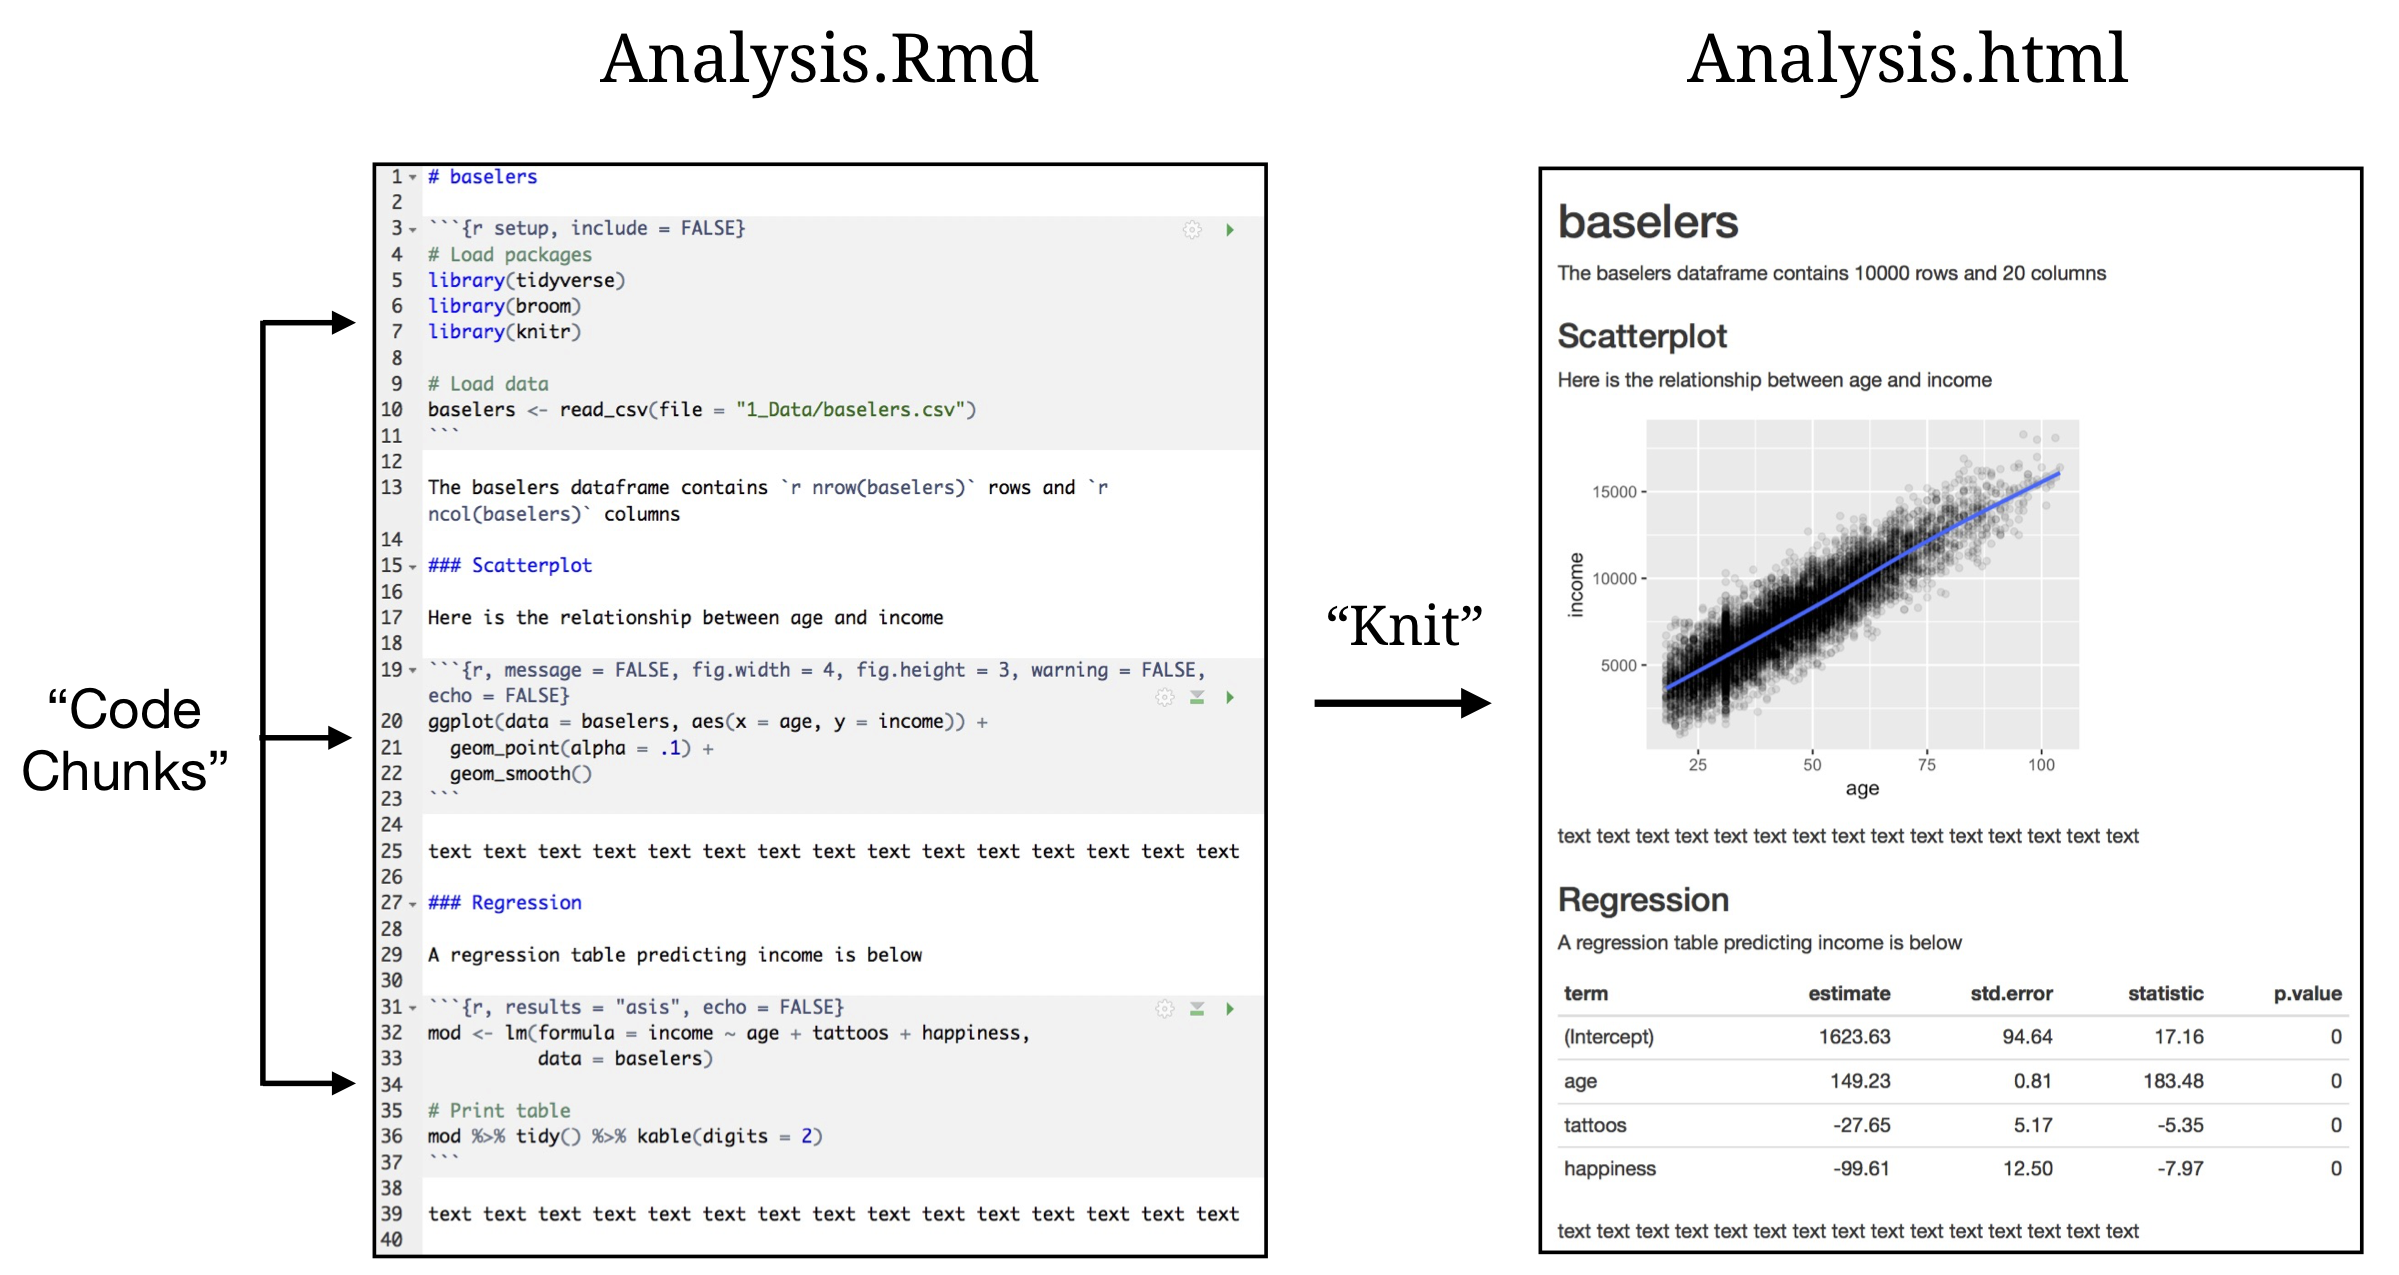 Analysis.Rmd
Analysis.html
“Code
Chunks”
1 # baselers
2
3 ```{r setup, include = FALSE}
4 # Load packages
5 library(tidyverse)
6 library(broom)
7 library(knitr)
8
9 # Load data
10 baselers <- read_csv(file = "1_Data/baselers.csv")
11 ```
12
13 The baselers dataframe contains `r nrow(baselers)` rows and `r
ncol(baselers)` columns
14
15 ### Scatterplot
16
17 Here is the relationship between age and income
18
19 ```{r, message = FALSE, fig.width = 4, fig.height = 3, warning = FALSE,
echo = FALSE}
20 ggplot(data = baselers, aes(x = age, y = income)) +
21   geom_point(alpha = .1) +
22   geom_smooth()
23 ```
24
25 text text text text text text text text text text text text text text text
26
27 ### Regression
28
29 A regression table predicting income is below
30
31 ```{r, results = "asis", echo = FALSE}
32 mod <- lm(formula = income ~ age + tattoos + happiness,
33           data = baselers)
34
35 # Print table
36 mod %>% tidy() %>% kable(digits = 2)
37 ```
38
39 text text text text text text text text text text text text text text text
40
“Knit”
baselers
The baselers dataframe contains 10000 rows and 20 columns
Scatterplot
Here is the relationship between age and income
15000
10000
5000
income
25 50 75 100
age
text text text text text text text text text text text text text text text
Regression
A regression table predicting income is below
term estimate std.error statistic p.value
(Intercept) 1623.63 94.64 17.16 0
age 149.23 0.81 183.48 0
tattoos -27.65 5.17 -5.35 0
happiness -99.61 12.50 -7.97 0
text text text text text text text text text text text text text text text